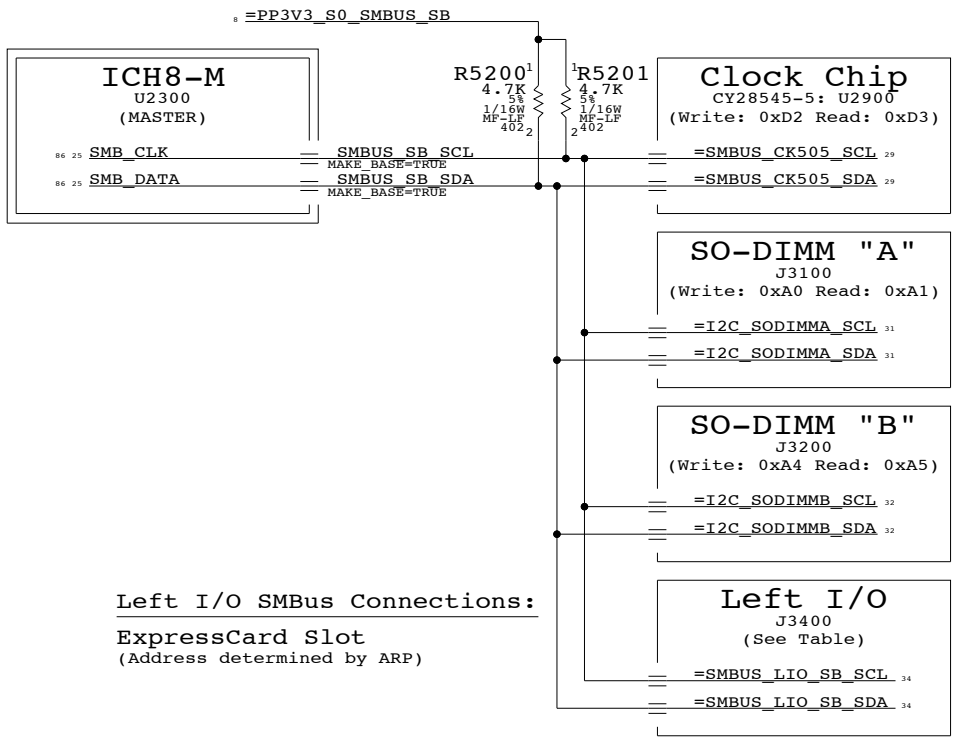 8 =PP3V3_S0_SMBUS_SB
ICH8-M
U2300
(MASTER)
86 25 SMB_CLK
86 25 SMB_DATA
SMBUS_SB_SCL
MAKE_BASE=TRUE
SMBUS_SB_SDA
MAKE_BASE=TRUE
R5200 1
4.7K
5%
1/16W
MF-LF
402 2
1 R5201
4.7K
5%
1/16W
MF-LF
2 402
Clock Chip
CY28545-5: U2900
(Write: 0xD2 Read: 0xD3)
=SMBUS_CK505_SCL 29
=SMBUS_CK505_SDA 29
SO-DIMM "A"
J3100
(Write: 0xA0 Read: 0xA1)
=I2C_SODIMMA_SCL 31
=I2C_SODIMMA_SDA 31
SO-DIMM "B"
J3200
(Write: 0xA4 Read: 0xA5)
=I2C_SODIMMB_SCL 32
=I2C_SODIMMB_SDA 32
Left I/O SMBus Connections:
ExpressCard Slot
(Address determined by ARP)
Left I/O
J3400
(See Table)
=SMBUS_LIO_SB_SCL 34
=SMBUS_LIO_SB_SDA 34